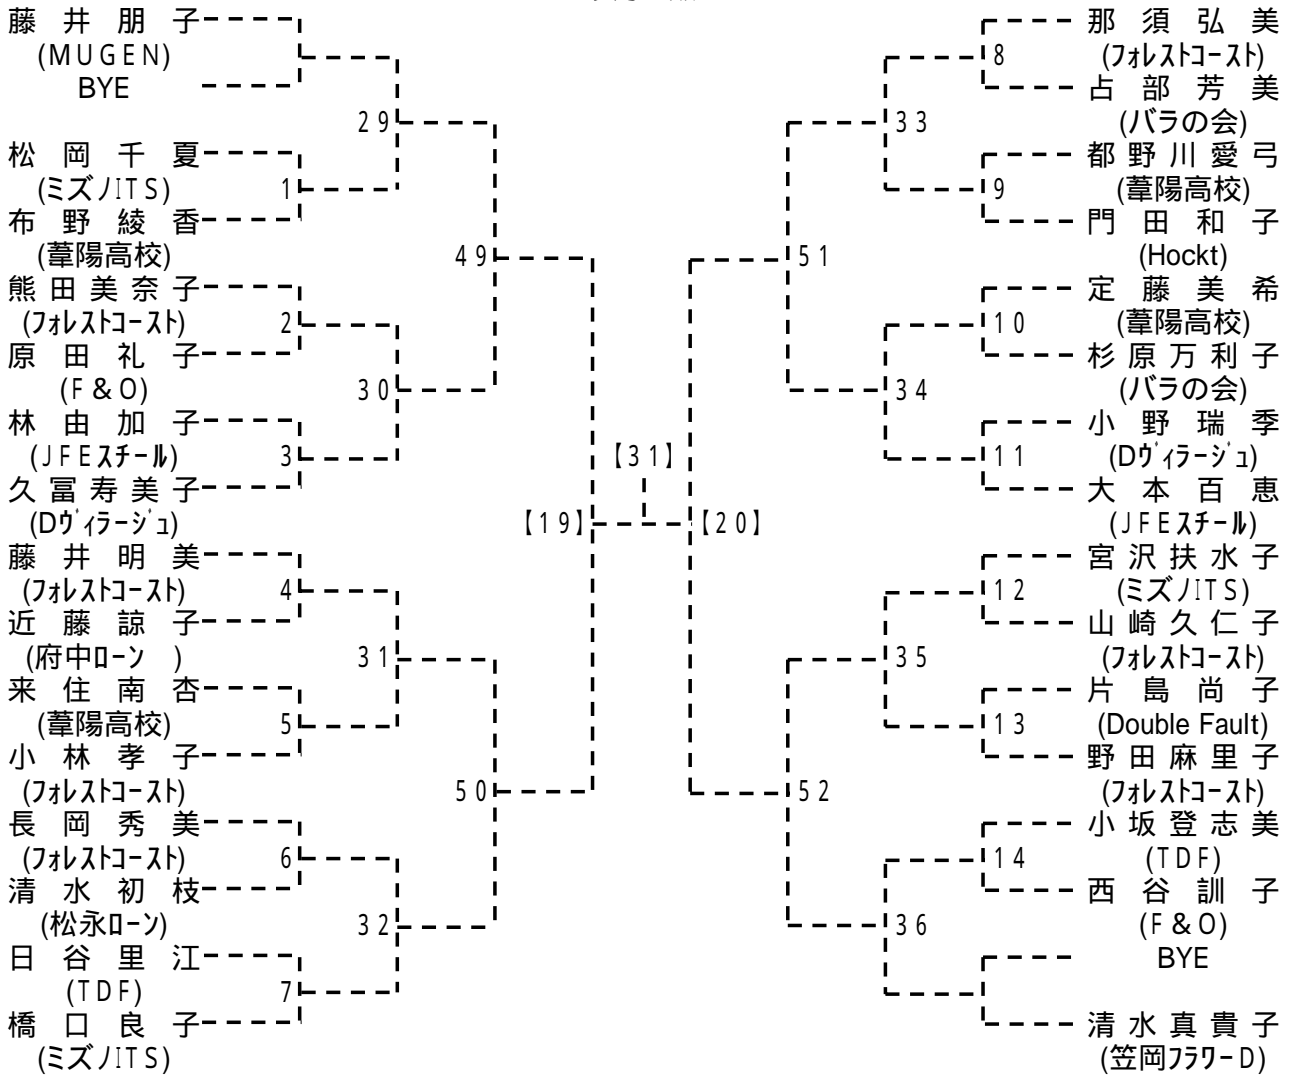 藤井朋子
(MUGEN)
BYE
29
松岡千夏
(ミズノITS)
1
布野綾香
(葦陽高校)
49
熊田美奈子
(フォレストコースト)
2
原田礼子
(F&O)
30
林由加子
(JFEスチール)
3
久冨寿美子
(Dヴィラージュ)
【19】
藤井明美
(フォレストコースト)
4
近藤諒子
(府中ローン )
31
来住南杏
(葦陽高校)
5
小林孝子
(フォレストコースト)
50
長岡秀美
(フォレストコースト)
6
清水初枝
(松永ローン)
32
日谷里江
(TDF)
7
橋口良子
(ミズノITS)
【31】
那須弘美
8
(フォレストコースト)
占部芳美
(バラの会)
33
都野川愛弓
9
(葦陽高校)
門田和子
(Hockt)
51
定藤美希
10
(葦陽高校)
杉原万利子
(バラの会)
34
小野瑞季
11
(Dヴィラージュ)
大本百恵
(JFEスチール)
【20】
宮沢扶水子
12
(ミズノITS)
山崎久仁子
(フォレストコースト)
35
片島尚子
13
(Double Fault)
野田麻里子
(フォレストコースト)
52
小坂登志美
14
(TDF)
西谷訓子
(F&O)
36
BYE
清水真貴子
(笠岡フラワーD)